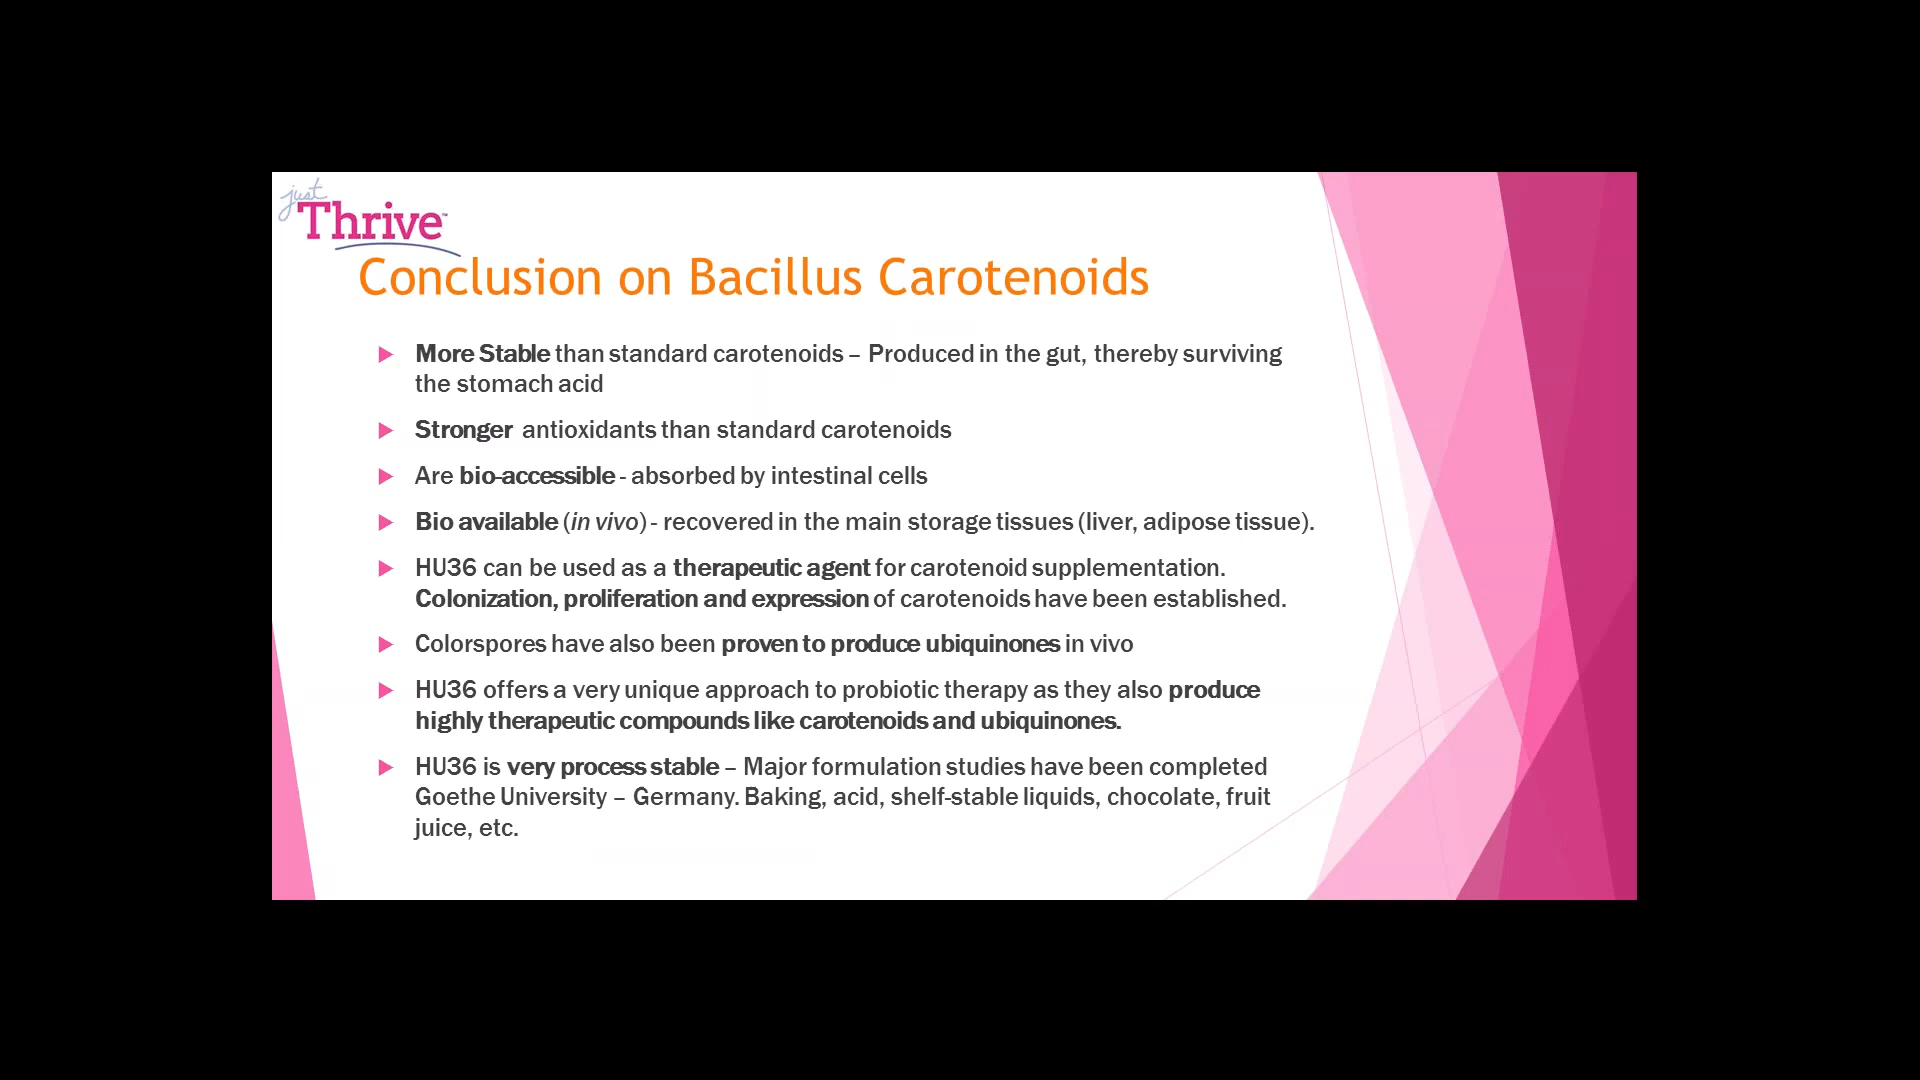 just
Thrive™
Conclusion on Bacillus Carotenoids
More Stable than standard carotenoids – Produced in the gut, thereby surviving
the stomach acid
Stronger antioxidants than standard carotenoids
Are bio-accessible - absorbed by intestinal cells
Bio available (in vivo) - recovered in the main storage tissues (liver, adipose tissue).
HU36 can be used as a therapeutic agent for carotenoid supplementation.
Colonization, proliferation and expression of carotenoids have been established.
Colorspores have also been proven to produce ubiquinones in vivo
HU36 offers a very unique approach to probiotic therapy as they also produce
highly therapeutic compounds like carotenoids and ubiquinones.
HU36 is very process stable – Major formulation studies have been completed
Goethe University – Germany. Baking, acid, shelf-stable liquids, chocolate, fruit
juice, etc.